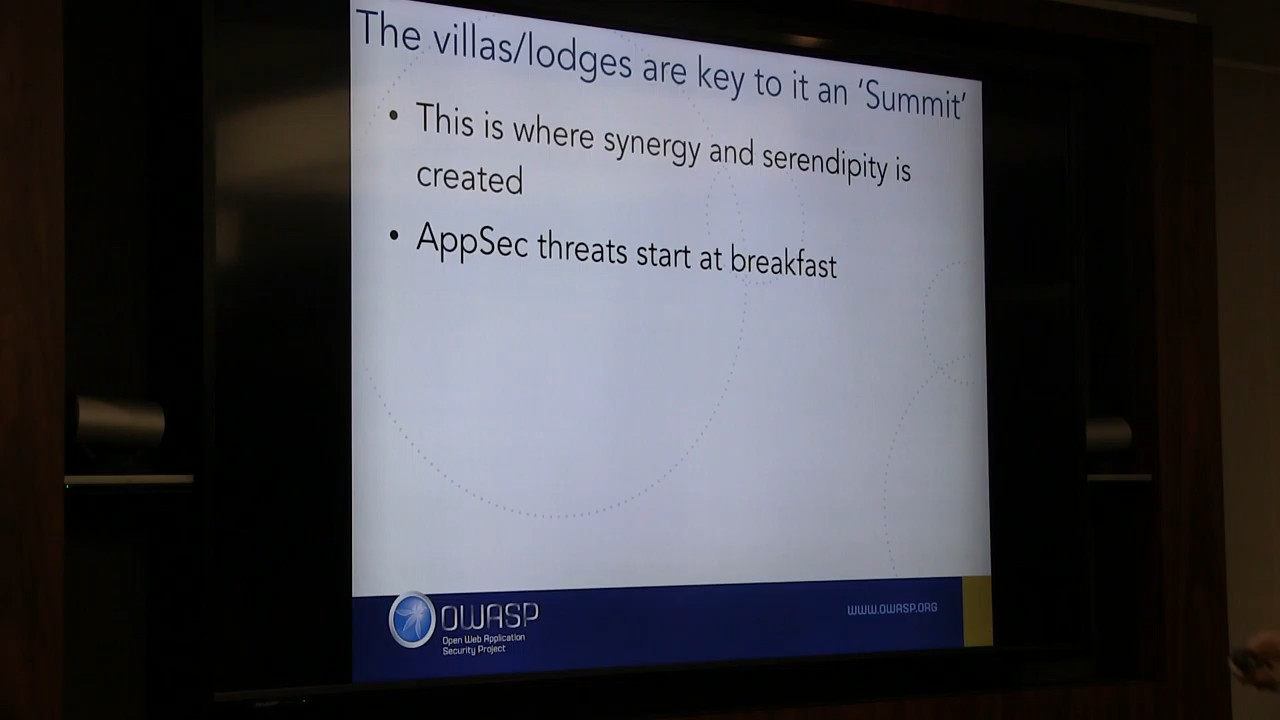 The villas/lodges are key to it an ‘Summit’
• This is where synergy and serendipity is
created
• AppSec threats start at breakfast
OWASP
Open Web Application
Security Project
WWW.OWASP.ORG